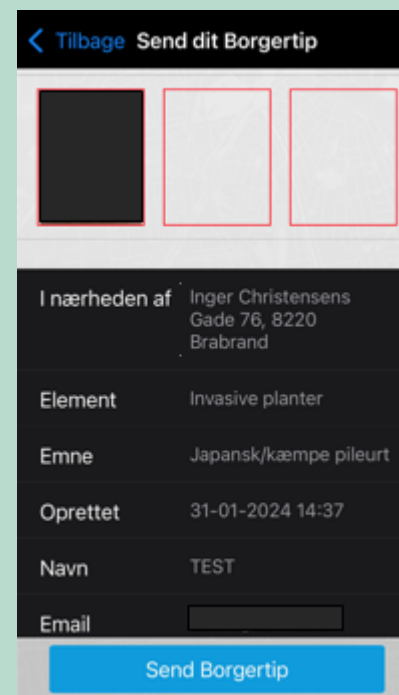 Tilbage Send dit Borgertip
I nærheden af Inger Christensens
Gade 76, 8220
Brabrand
Element Invasive planter
Emne Japansk/kæmpe pileurt
Oprettet 31-01-2024 14:37
Navn TEST
Email
Send Borgertip